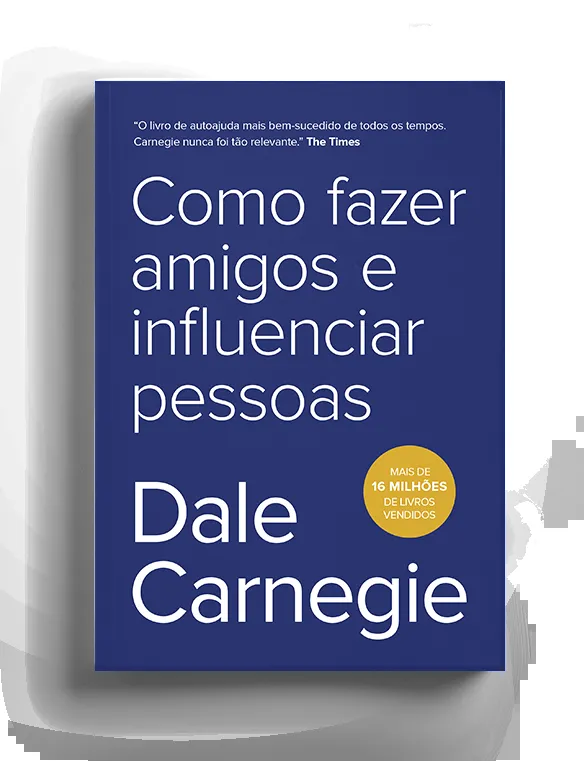 “O livro de autoajuda mais bem-sucedido de todos os tempos.
Carnegie nunca foi tão relevante.” The Times
Como fazer
amigos e
influenciar
pessoas
MAIS DE
16 MILHÕES
DE LIVROS
VENDIDOS
Dale
Carnegie